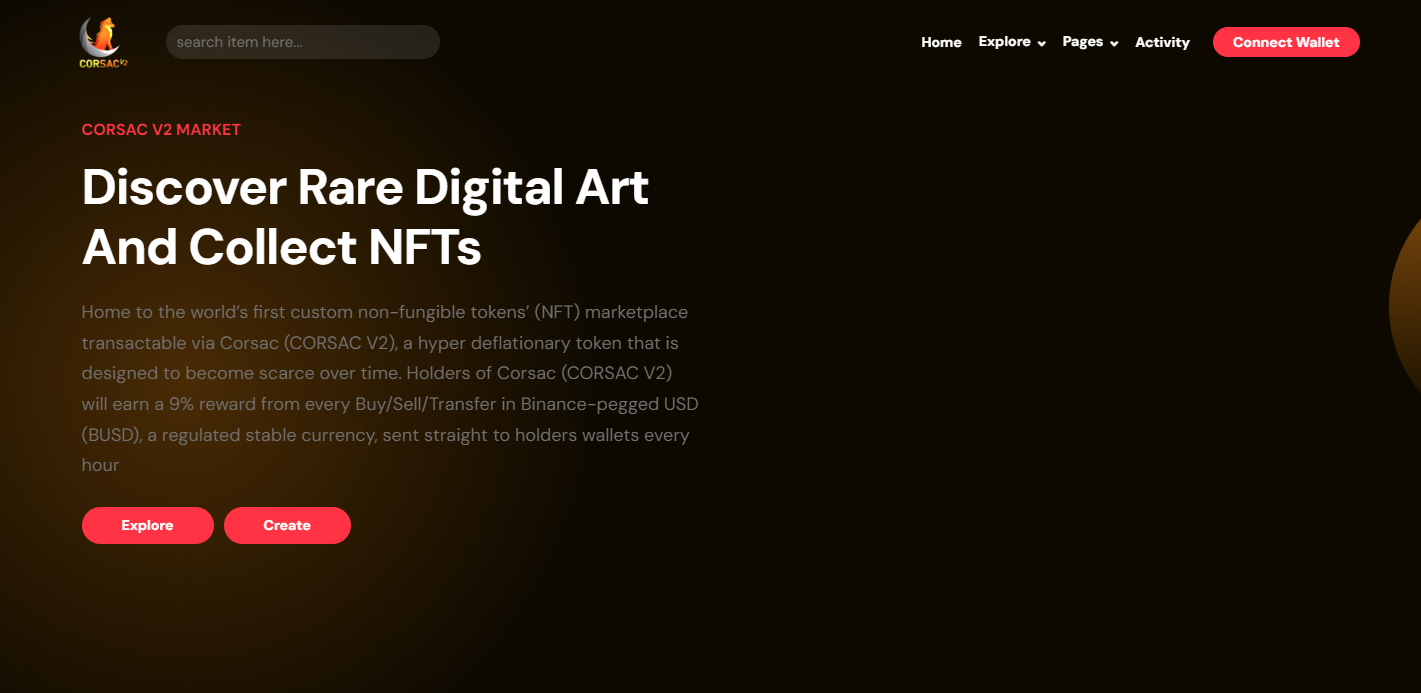 CORSAC V2
search item here...
Home Explore Pages Activity Connect Wallet
CORSAC V2 MARKET
Discover Rare Digital Art
And Collect NFTs
Home to the world’s first custom non-fungible tokens’ (NFT) marketplace
transactable via Corsac (CORSAC V2), a hyper deflationary token that is
designed to become scarce over time. Holders of Corsac (CORSAC V2)
will earn a 9% reward from every Buy/Sell/Transfer in Binance-pegged USD
(BUSD), a regulated stable currency, sent straight to holders wallets every
hour
Explore Create